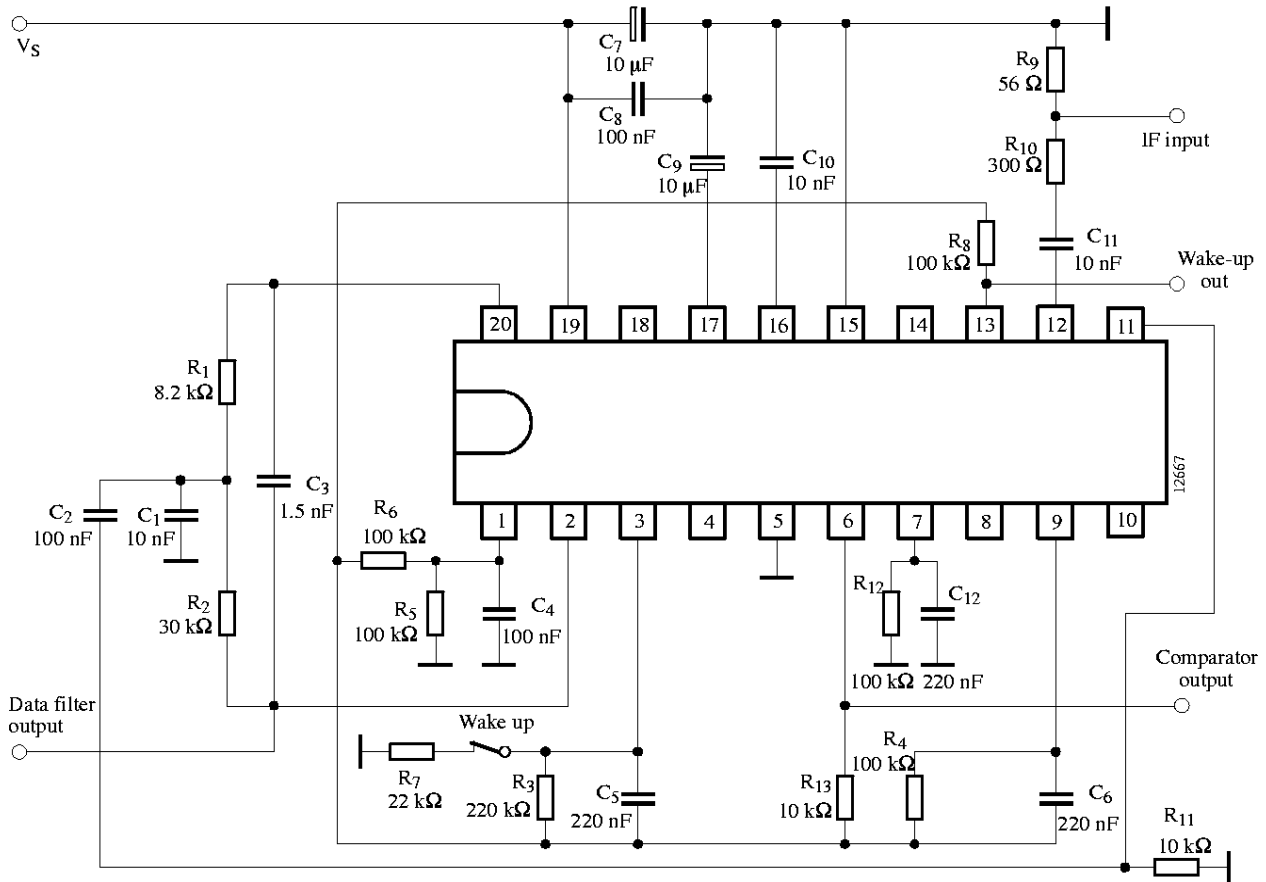 V_S
C7
10 μF
C8
100 nF
C9
10 μF
C10
10 nF
R9
56 Ω
IF input
R10
300 Ω
R8
100 kΩ
C11
10 nF
Wake-up
out
20
19
18
17
16
15
14
13
12
11
R1
8.2 kΩ
C3
1.5 nF
C2
100 nF
C1
10 nF
R2
30 kΩ
12667
1
2
3
4
5
6
7
8
9
10
R6
100 kΩ
R5
100 kΩ
C4
100 nF
R12
100 kΩ
C12
220 nF
Data filter
output
Wake up
Comparator
output
R7
22 kΩ
R3
220 kΩ
C5
220 nF
R13
10 kΩ
R4
100 kΩ
C6
220 nF
R11
10 kΩ